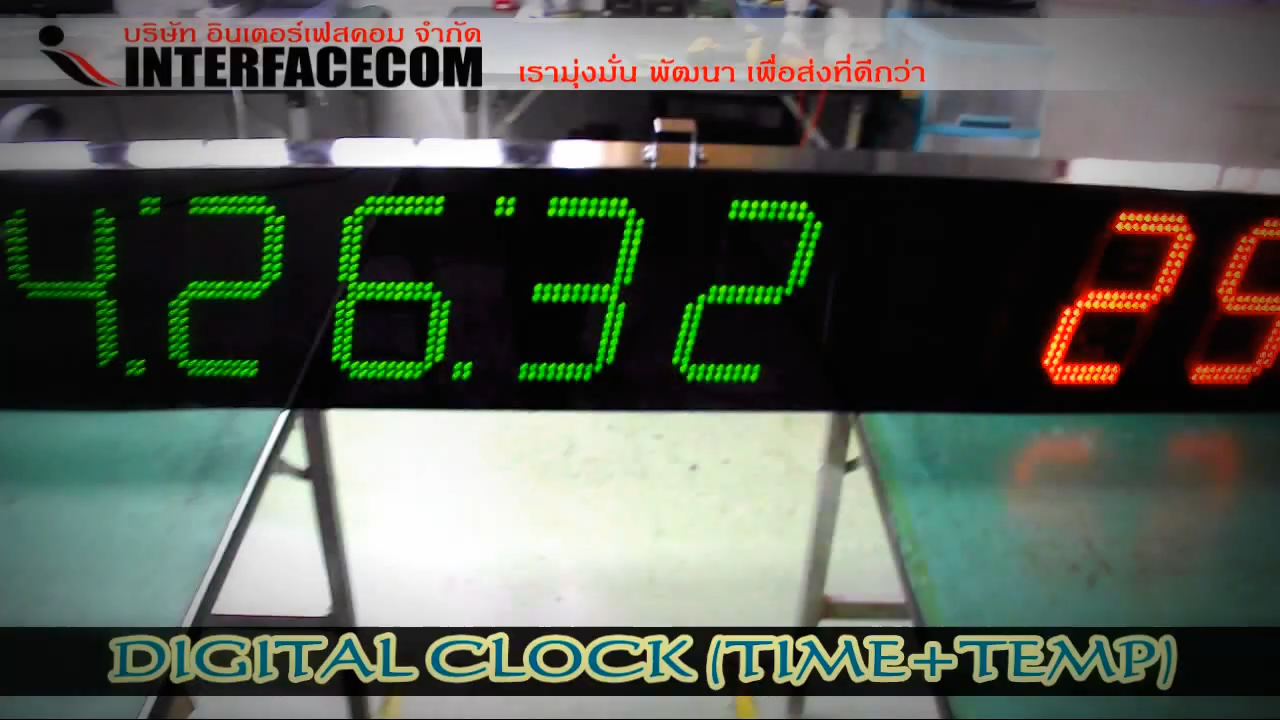 บริษัท อินเตอร์เฟสคอม จำกัด
INTERFACECOM
เรามุ่งมั่น พัฒนา เพื่อส่งที่ดีกว่า
4:26:32 29
DIGITAL CLOCK (TIME+TEMP)